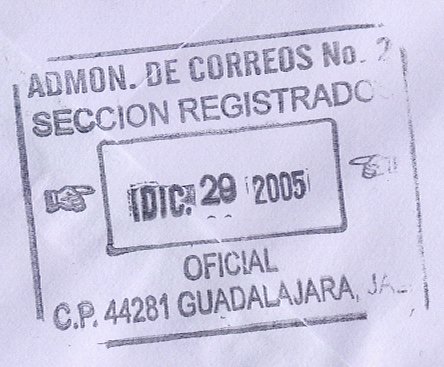 ADMON. DE CORREOS No. 2
SECCION REGISTRADOS
DIC. 29 2005
OFICIAL
C.P. 44281 GUADALAJARA, JAL.